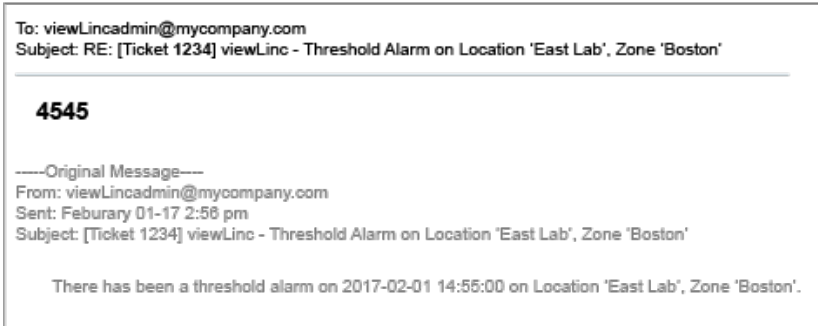 To: viewLincadmin@mycompany.com
Subject: RE: [Ticket 1234] viewLinc - Threshold Alarm on Location 'East Lab', Zone 'Boston'
4545
-----Original Message----
From: viewLincadmin@mycompany.com
Sent: Feburary 01-17 2:56 pm
Subject: [Ticket 1234] viewLinc - Threshold Alarm on Location 'East Lab', Zone 'Boston'
There has been a threshold alarm on 2017-02-01 14:55:00 on Location 'East Lab', Zone 'Boston'.